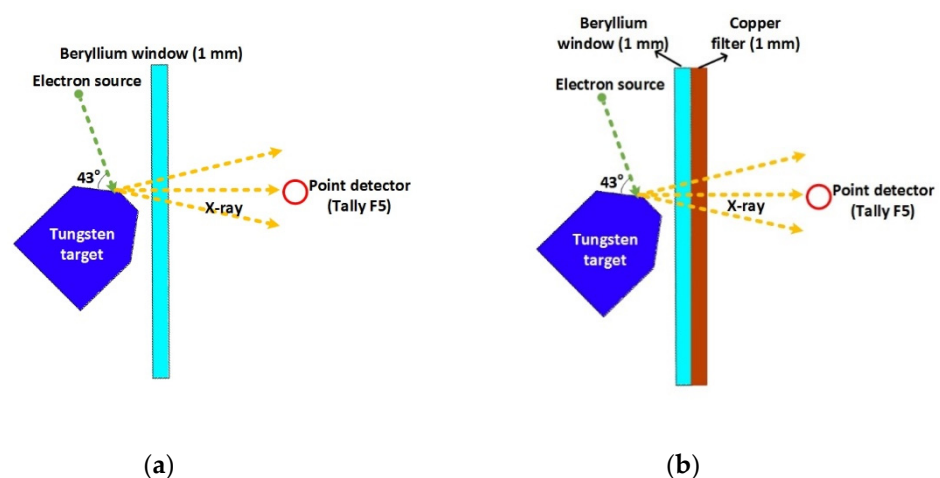 Beryllium window (1 mm)
Electron source
43°
X-ray
Point detector
(Tally F5)
Tungsten
target
(a)
Beryllium
window (1 mm)
Copper
filter (1 mm)
Electron source
43°
X-ray
Point detector
(Tally F5)
Tungsten
target
(b)